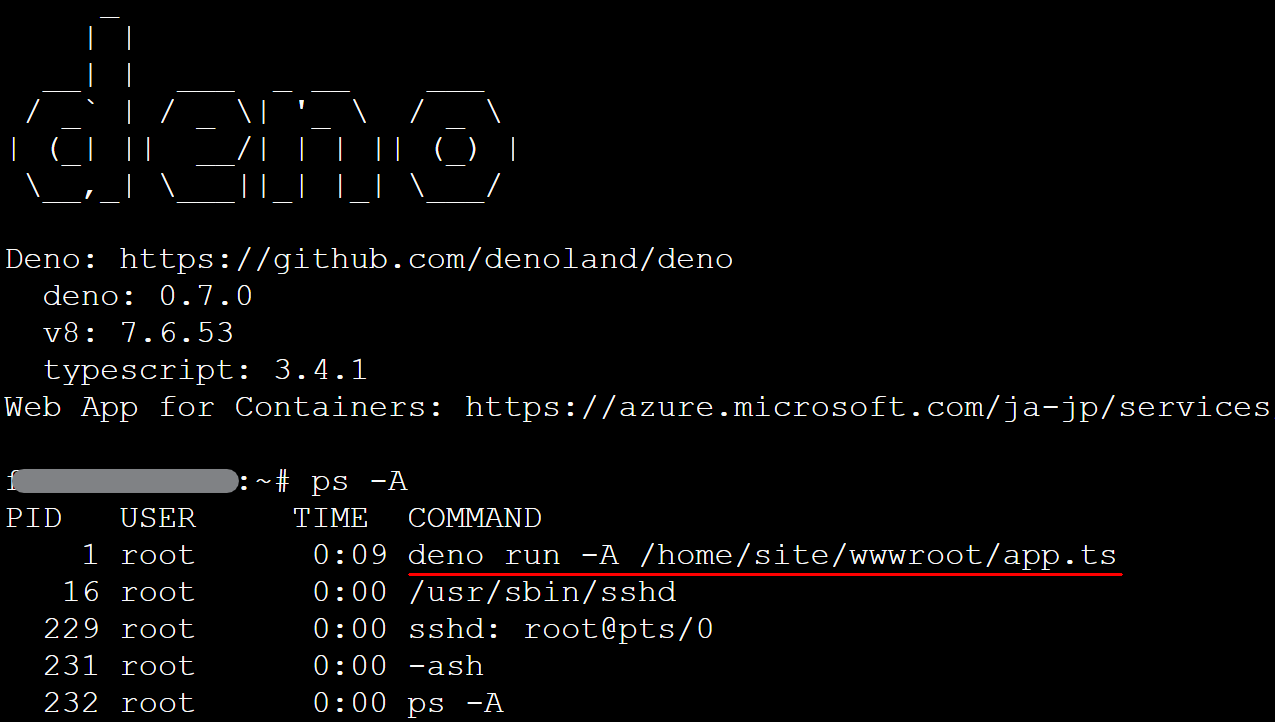 deno
Deno: https://github.com/denoland/deno
deno: 0.7.0
v8: 7.6.53
typescript: 3.4.1
Web App for Containers: https://azure.microsoft.com/ja-jp/services
:~# ps -A
PID USER TIME COMMAND
1 root 0:09 deno run -A /home/site/wwwroot/app.ts
16 root 0:00 /usr/sbin/sshd
229 root 0:00 sshd: root@pts/0
231 root 0:00 -ash
232 root 0:00 ps -A